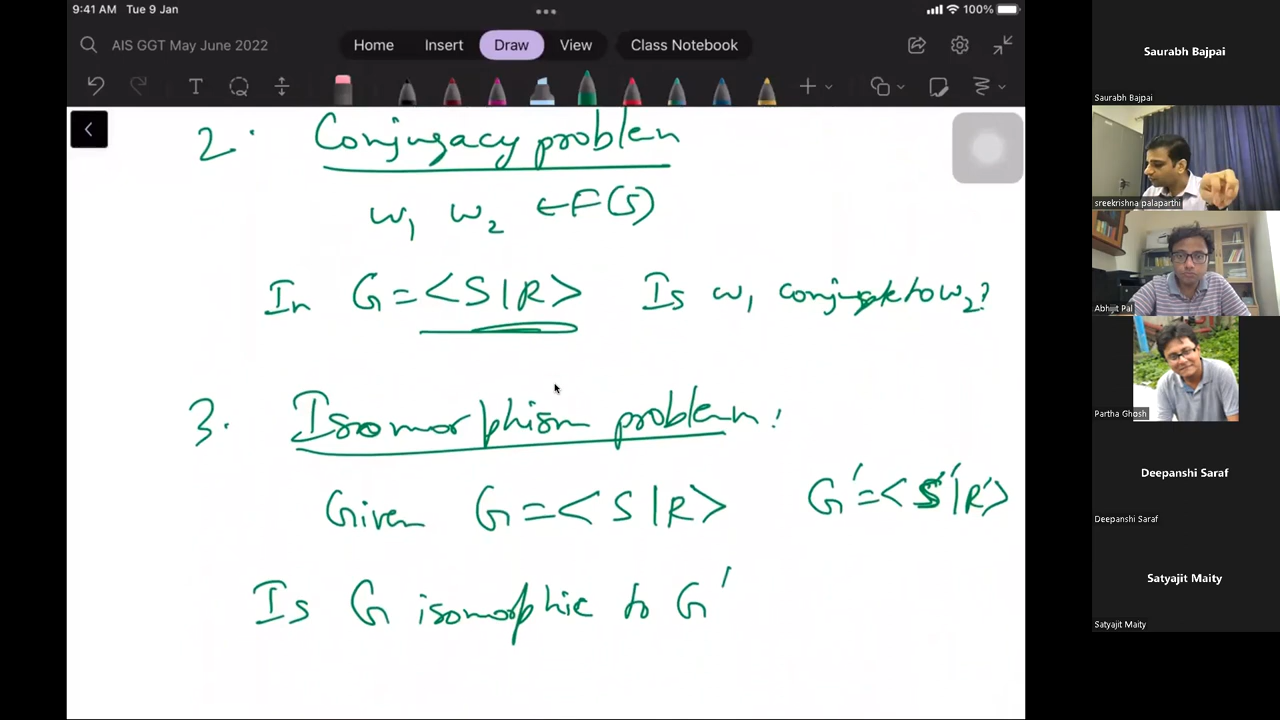 9:41 AM Tue 9 Jan
100%
AIS GGT May June 2022
Home Insert Draw View Class Notebook
2. Conjugacy problem
w₁ w₂ ∈ F(S)
In G = <S|R> Is w₁ conjugate to w₂?
3. Isomorphism problem:
Given G = <S|R> G' = <S'|R'>
Is G isomorphic to G'
Saurabh Bajpai
Saurabh Bajpai
sreekrishna palaparthi
Abhijit Pal
Partha Ghosh
Deepanshi Saraf
Deepanshi Saraf
Satyajit Maity
Satyajit Maity